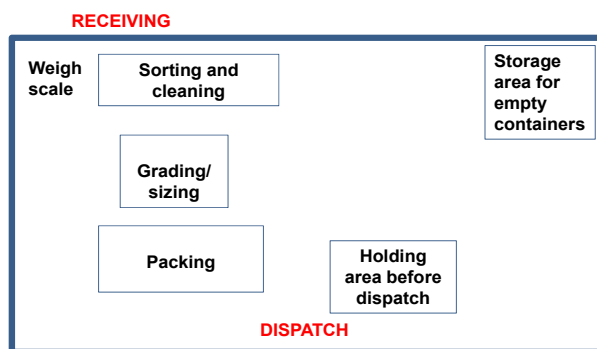 RECEIVING
Weigh
scale
Sorting and
cleaning
Storage
area for
empty
containers
Grading/
sizing
Packing
Holding
area before
dispatch
DISPATCH